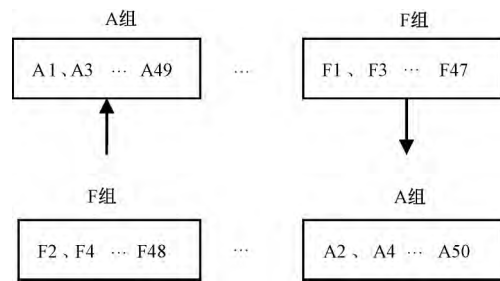 A组 F组
A1、A3 … A49 … F1、F3 … F47
F组 A组
F2、F4 … F48 … A2、A4 … A50